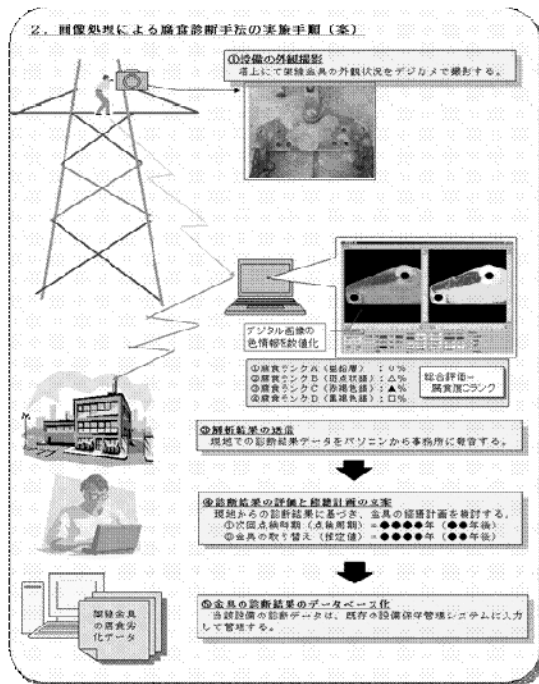 2．画像処理による腐食診断手法の実施手順（案）
①設備の外観撮影
塔上にて架線金具の外観状況をデジカメで撮影する。
デジタル画像の
色情報を数値化
①腐食ランクA（亜鉛層）：○％
②腐食ランクB（斑点状錆）：△％
③腐食ランクC（赤褐色錆）：▲％
④腐食ランクD（黒褐色錆）：□％
総合評価＝
腐食度Cランク
③解析結果の送信
現地での診断結果データをパソコンから事務所に報告する。
④診断結果の評価と修繕計画の立案
現地からの診断結果に基づき、金具の修繕計画を検討する。
①次回点検時期（点検周期）＝●●●●年（●●年後）
②金具の取り替え（推定値）＝●●●●年（●●年後）
架線金具
の腐食劣
化データ
⑤金具の診断結果のデータベース化
当該設備の診断データは、既存の設備保全管理システムに入力
して管理する。